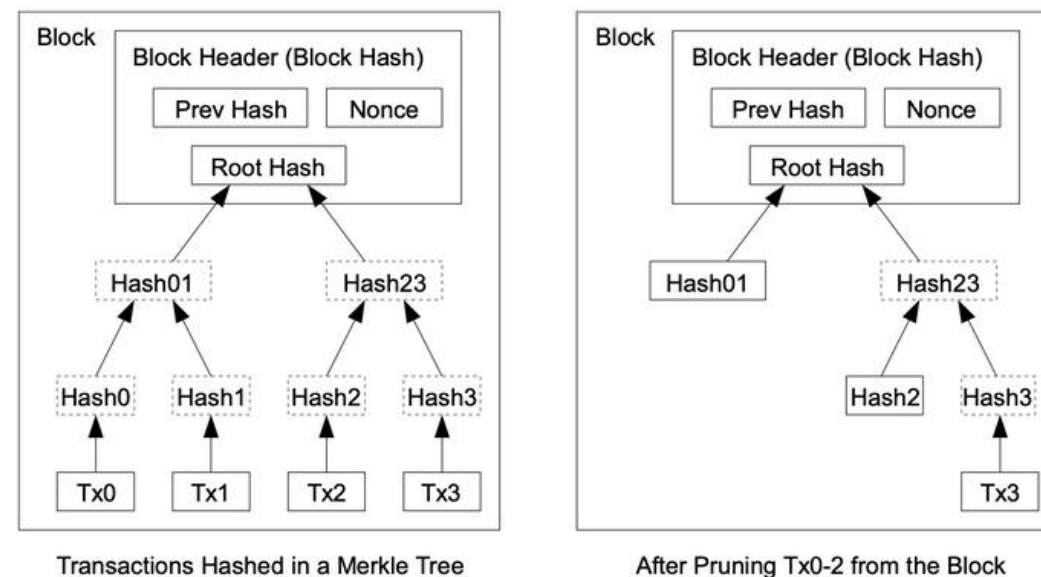 Block
Block Header (Block Hash)
Prev Hash
Nonce
Root Hash
Hash01
Hash23
Hash0
Hash1
Hash2
Hash3
Tx0
Tx1
Tx2
Tx3
Transactions Hashed in a Merkle Tree
Block
Block Header (Block Hash)
Prev Hash
Nonce
Root Hash
Hash01
Hash23
Hash2
Hash3
Tx3
After Pruning Tx0-2 from the Block